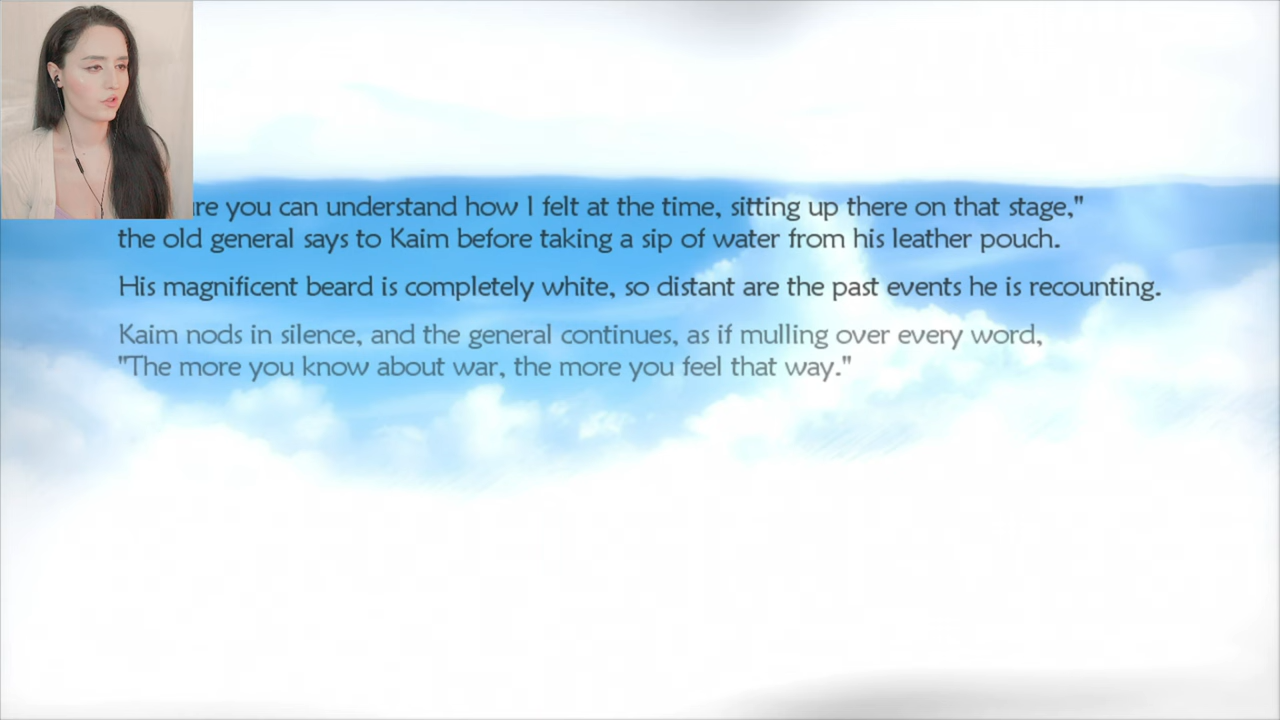 you can understand how I felt at the time, sitting up there on that stage,"
the old general says to Kaim before taking a sip of water from his leather pouch.
His magnificent beard is completely white, so distant are the past events he is recounting.
Kaim nods in silence, and the general continues, as if mulling over every word,
"The more you know about war, the more you feel that way."